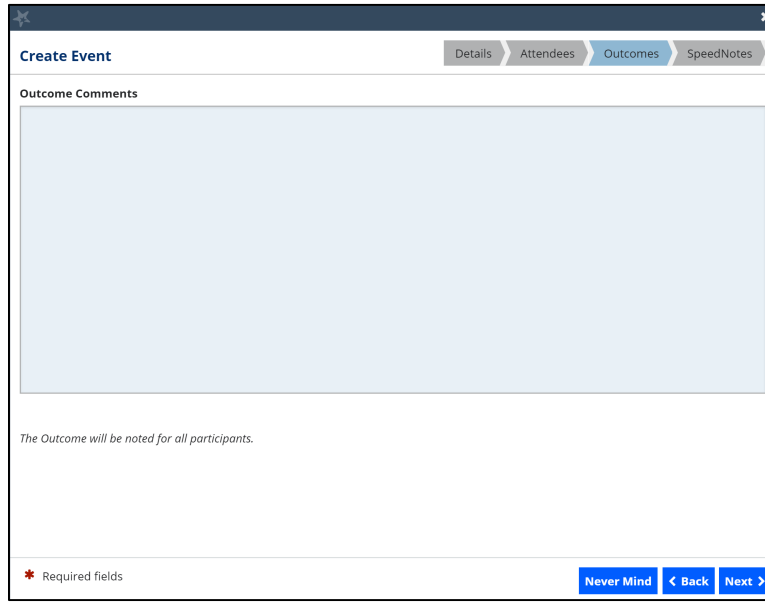 Create Event
Details
Attendees
Outcomes
SpeedNotes
Outcome Comments
The Outcome will be noted for all participants.
✱ Required fields
Never Mind
Back
Next